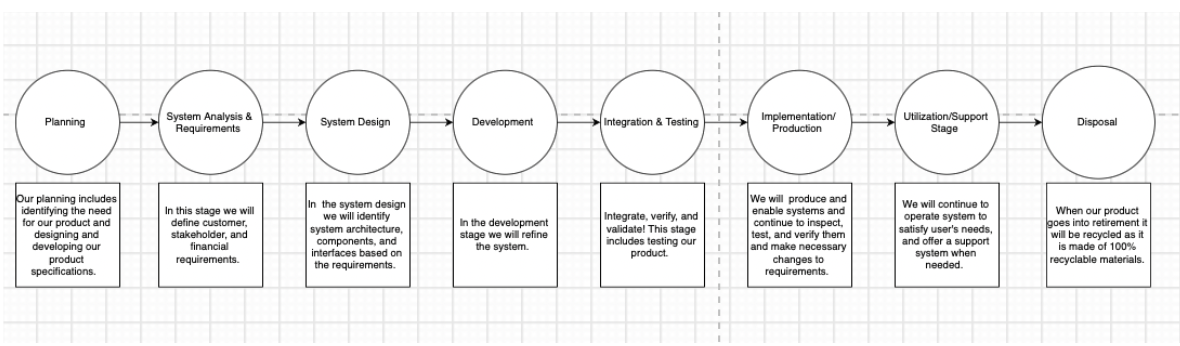 Planning
System Analysis &
Requirements
System Design
Development
Integration & Testing
Implementation/
Production
Utilization/Support
Stage
Disposal
Our planning includes
identifying the need
for our product and
designing and
developing our
product
specifications.
In this stage we will
define customer,
stakeholder, and
financial
requirements.
In  the system design
we will identify
system architecture,
components, and
interfaces based on
the requirements.
In the development
stage we will refine
the system.
Integrate, verify, and
validate! This stage
includes testing our
product.
We will  produce and
enable systems and
continue to inspect,
test, and verify them
and make necessary
changes to
requirements.
We will continue to
operate system to
satisfy user's needs,
and offer a support
system when
needed.
When our product
goes into retirement it
will be recycled as it
is made of 100%
recyclable materials.